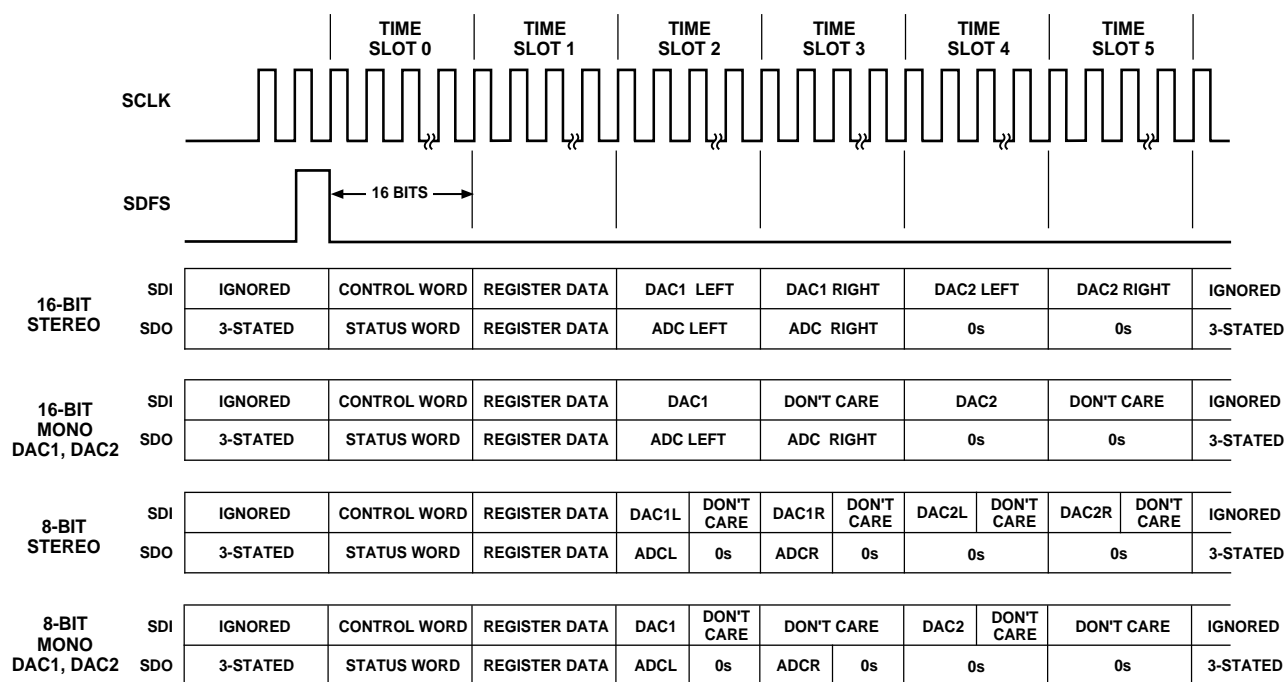 TIME SLOT 0 TIME SLOT 1 TIME SLOT 2 TIME SLOT 3 TIME SLOT 4 TIME SLOT 5
SCLK
SDFS
16 BITS
16-BIT STEREO
SDI IGNORED CONTROL WORD REGISTER DATA DAC1 LEFT DAC1 RIGHT DAC2 LEFT DAC2 RIGHT IGNORED
SDO 3-STATED STATUS WORD REGISTER DATA ADC LEFT ADC RIGHT 0s 0s 3-STATED
16-BIT MONO DAC1, DAC2
SDI IGNORED CONTROL WORD REGISTER DATA DAC1 DON'T CARE DAC2 DON'T CARE IGNORED
SDO 3-STATED STATUS WORD REGISTER DATA ADC LEFT ADC RIGHT 0s 0s 3-STATED
8-BIT STEREO
SDI IGNORED CONTROL WORD REGISTER DATA DAC1L DON'T CARE DAC1R DON'T CARE DAC2L DON'T CARE DAC2R DON'T CARE IGNORED
SDO 3-STATED STATUS WORD REGISTER DATA ADCL 0s ADCR 0s 0s 0s 3-STATED
8-BIT MONO DAC1, DAC2
SDI IGNORED CONTROL WORD REGISTER DATA DAC1 DON'T CARE DON'T CARE DAC2 DON'T CARE DON'T CARE IGNORED
SDO 3-STATED STATUS WORD REGISTER DATA ADCL 0s ADCR 0s 0s 0s 3-STATED